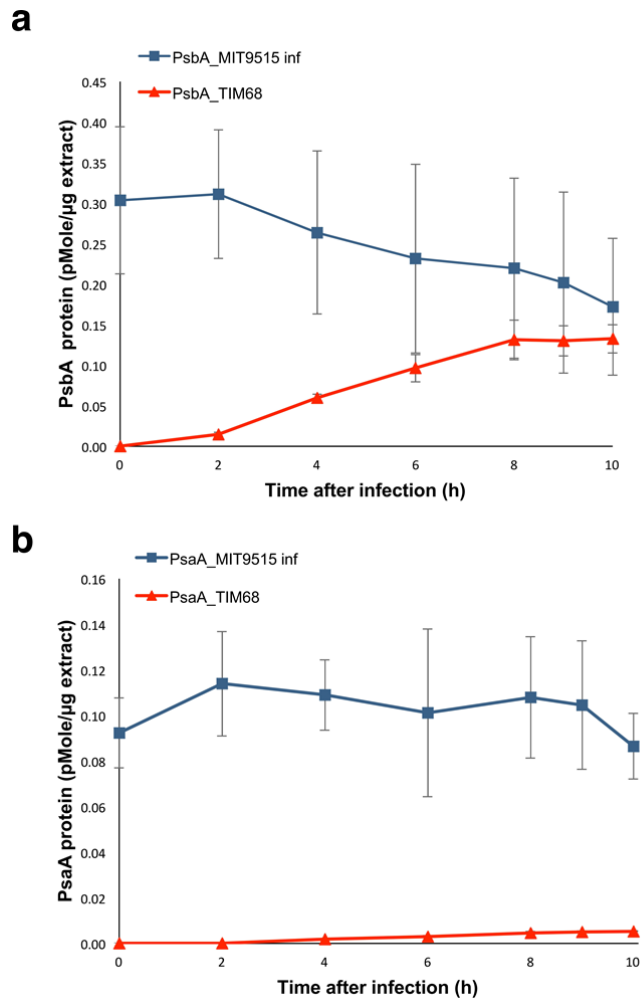 a
PsbA_MIT9515 inf
PsbA_TIM68
PsbA protein (pMole/µg extract)
0.45
0.40
0.35
0.30
0.25
0.20
0.15
0.10
0.05
0.00
0 2 4 6 8 10
Time after infection (h)
b
PsaA_MIT9515 inf
PsaA_TIM68
PsaA protein (pMole/µg extract)
0.16
0.14
0.12
0.10
0.08
0.06
0.04
0.02
0.00
0 2 4 6 8 10
Time after infection (h)